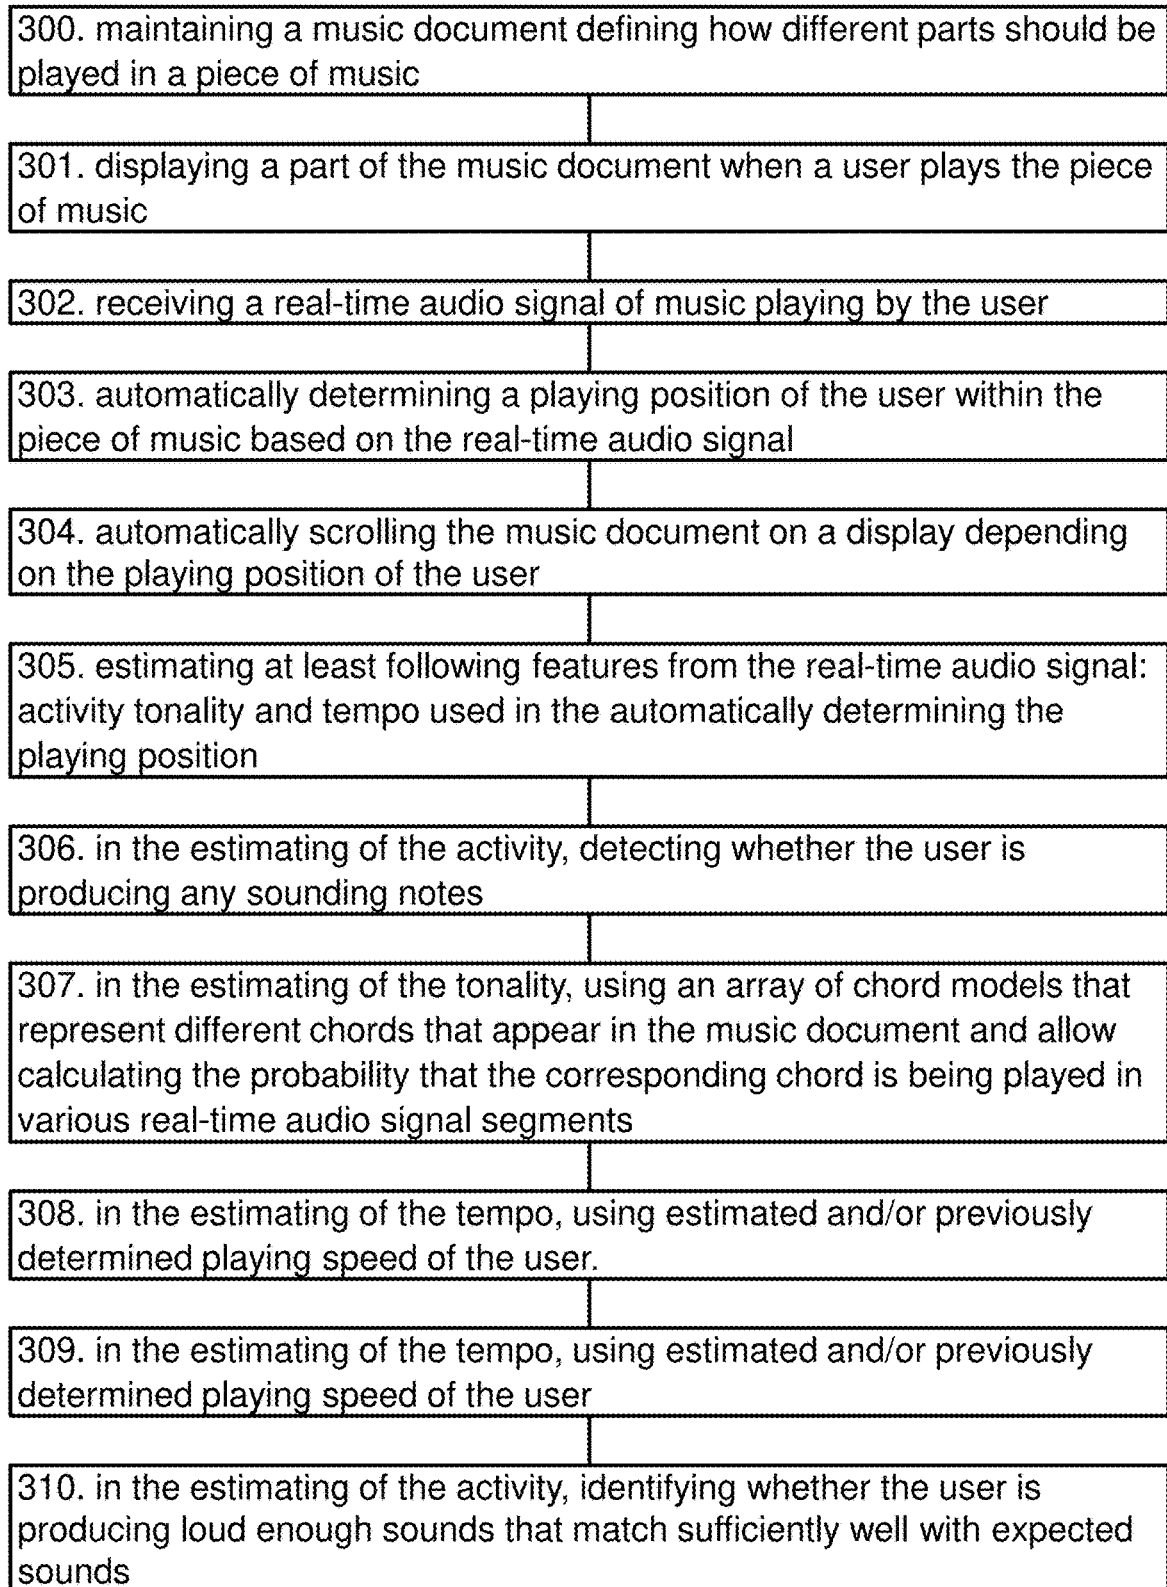 300. maintaining a music document defining how different parts should be
played in a piece of music
301. displaying a part of the music document when a user plays the piece
of music
302. receiving a real-time audio signal of music playing by the user
303. automatically determining a playing position of the user within the
piece of music based on the real-time audio signal
304. automatically scrolling the music document on a display depending
on the playing position of the user
305. estimating at least following features from the real-time audio signal:
activity tonality and tempo used in the automatically determining the
playing position
306. in the estimating of the activity, detecting whether the user is
producing any sounding notes
307. in the estimating of the tonality, using an array of chord models that
represent different chords that appear in the music document and allow
calculating the probability that the corresponding chord is being played in
various real-time audio signal segments
308. in the estimating of the tempo, using estimated and/or previously
determined playing speed of the user.
309. in the estimating of the tempo, using estimated and/or previously
determined playing speed of the user
310. in the estimating of the activity, identifying whether the user is
producing loud enough sounds that match sufficiently well with expected
sounds